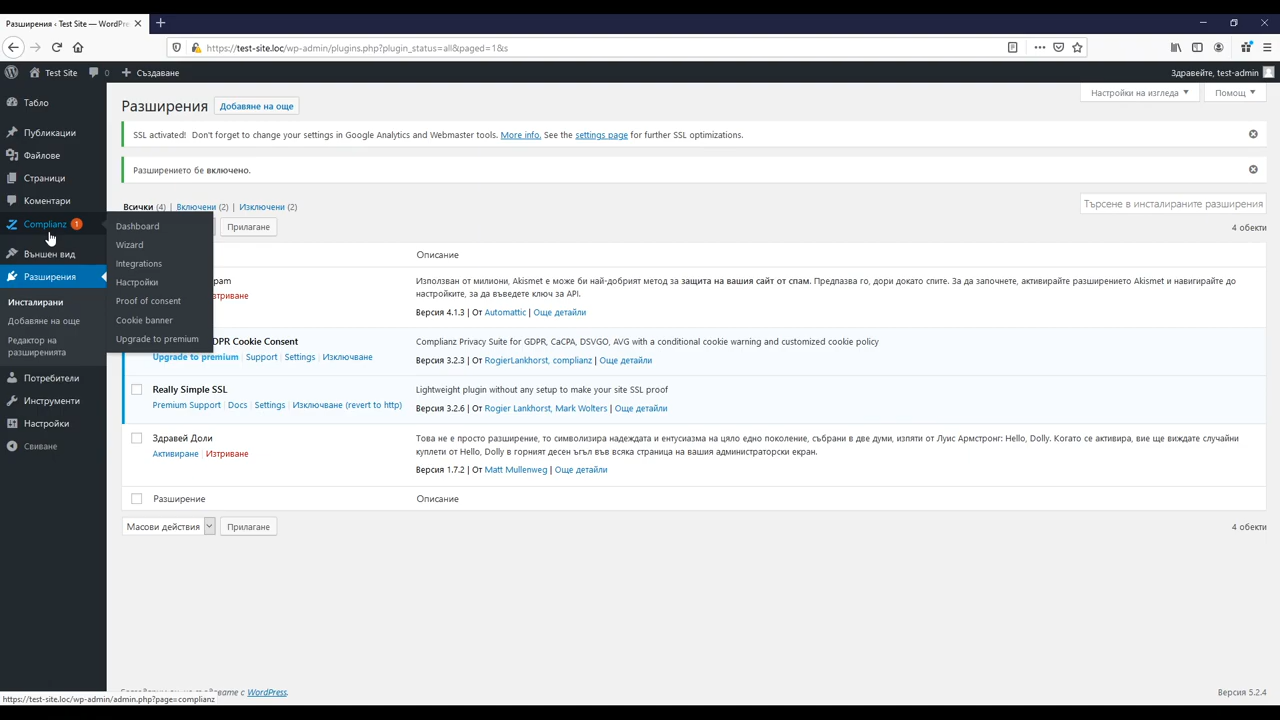 Разширения ‹ Test Site — WordPre
https://test-site.loc/wp-admin/plugins.php?plugin_status=all&paged=1&s
Test Site 0 Създаване
Здравейте, test-admin
Табло
Публикации
Файлове
Страници
Коментари
Complianz 1
Външен вид
Разширения
Инсталирани
Добавяне на още
Редактор на
разширенията
Потребители
Инструменти
Настройки
Свиване
Dashboard
Wizard
Integrations
Настройки
Proof of consent
Cookie banner
Upgrade to premium
Настройки на изгледа
Помощ
Разширения
Добавяне на още
SSL activated! Don't forget to change your settings in Google Analytics and Webmaster tools. More info. See the settings page for further SSL optimizations.
Разширението бе включено.
Всички (4) | Включени (2) | Изключени (2)
Търсене в инсталираните разширения
Прилагане
4 обекти
Описание
pam
Използван от милиони, Akismet е може би най-добрият метод за защита на вашия сайт от спам. Предпазва го, дори докато спите. За да започнете, активирайте разширението Akismet и навигирайте до
настройките, за да въведете ключ за API.
Версия 4.1.3 | От Automattic | Още детайли
DPR Cookie Consent
Upgrade to premium | Support | Settings | Изключване
Complianz Privacy Suite for GDPR, CaCPA, DSVGO, AVG with a conditional cookie warning and customized cookie policy
Версия 3.2.3 | От RogierLankhorst, complianz | Още детайли
Really Simple SSL
Premium Support | Docs | Settings | Изключване (revert to http)
Lightweight plugin without any setup to make your site SSL proof
Версия 3.2.6 | От Rogier Lankhorst, Mark Wolters | Още детайли
Здравей Доли
Активиране | Изтриване
Това не е просто разширение, то символизира надеждата и ентусиазма на цяло едно поколение, събрани в две думи, изпяти от Луис Армстронг: Hello, Dolly. Когато се активира, вие ще виждате случайни
куплети от Hello, Dolly в горният десен ъгъл във всяка страница на вашия администраторски екран.
Версия 1.7.2 | От Matt Mullenweg | Още детайли
Разширение
Описание
Масови действия
Прилагане
4 обекти
WordPress.
Версия 5.2.4
https://test-site.loc/wp-admin/admin.php?page=complianz